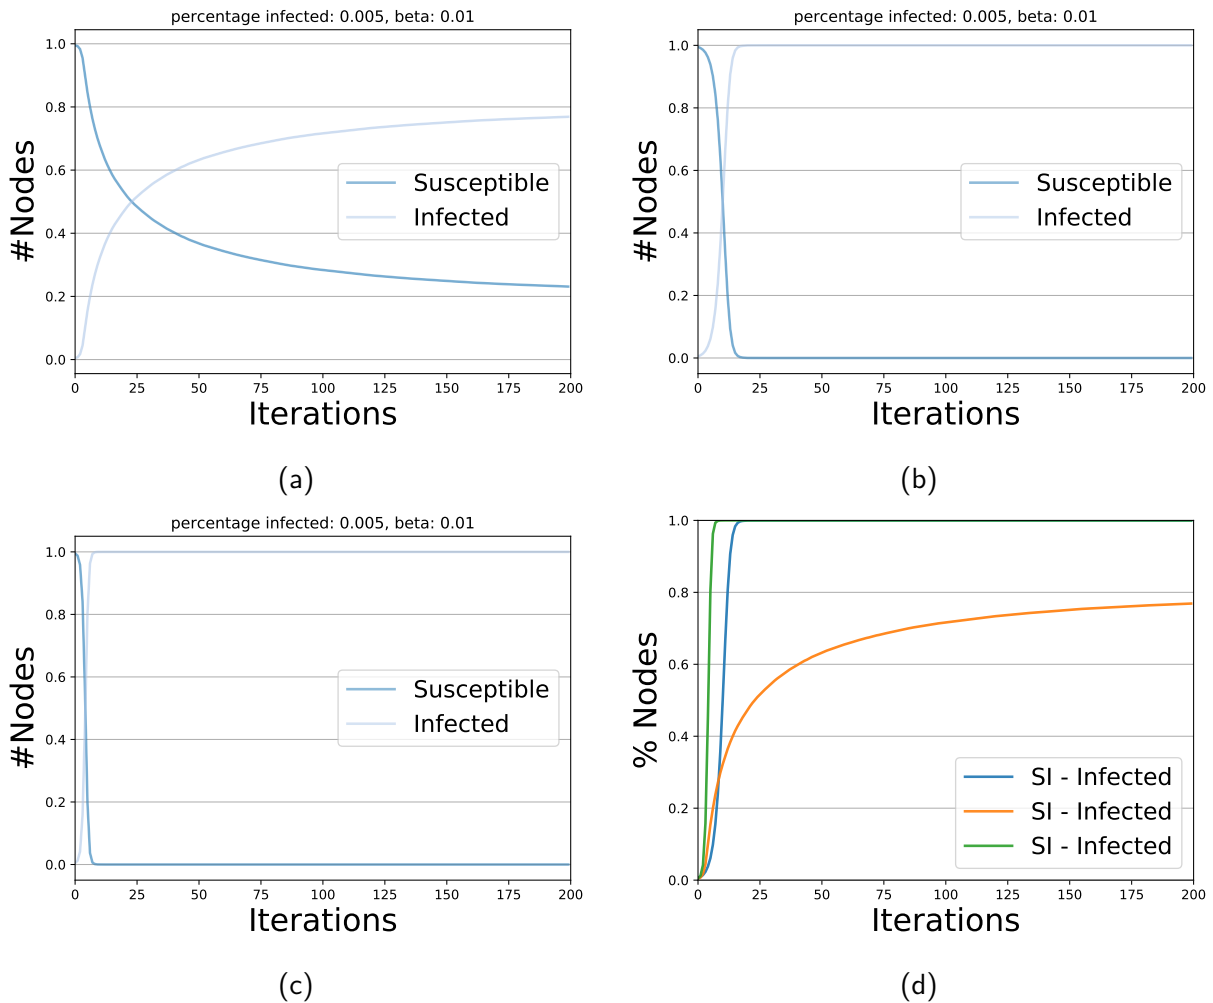 percentage infected: 0.005, beta: 0.01
1.0
0.8
0.6
0.4
0.2
0.0
#Nodes
Susceptible
Infected
0 25 50 75 100 125 150 175 200
Iterations
(a)
percentage infected: 0.005, beta: 0.01
1.0
0.8
0.6
0.4
0.2
0.0
#Nodes
Susceptible
Infected
0 25 50 75 100 125 150 175 200
Iterations
(b)
percentage infected: 0.005, beta: 0.01
1.0
0.8
0.6
0.4
0.2
0.0
#Nodes
Susceptible
Infected
0 25 50 75 100 125 150 175 200
Iterations
(c)
1.0
0.8
0.6
0.4
0.2
0.0
% Nodes
SI - Infected
SI - Infected
SI - Infected
0 25 50 75 100 125 150 175 200
Iterations
(d)